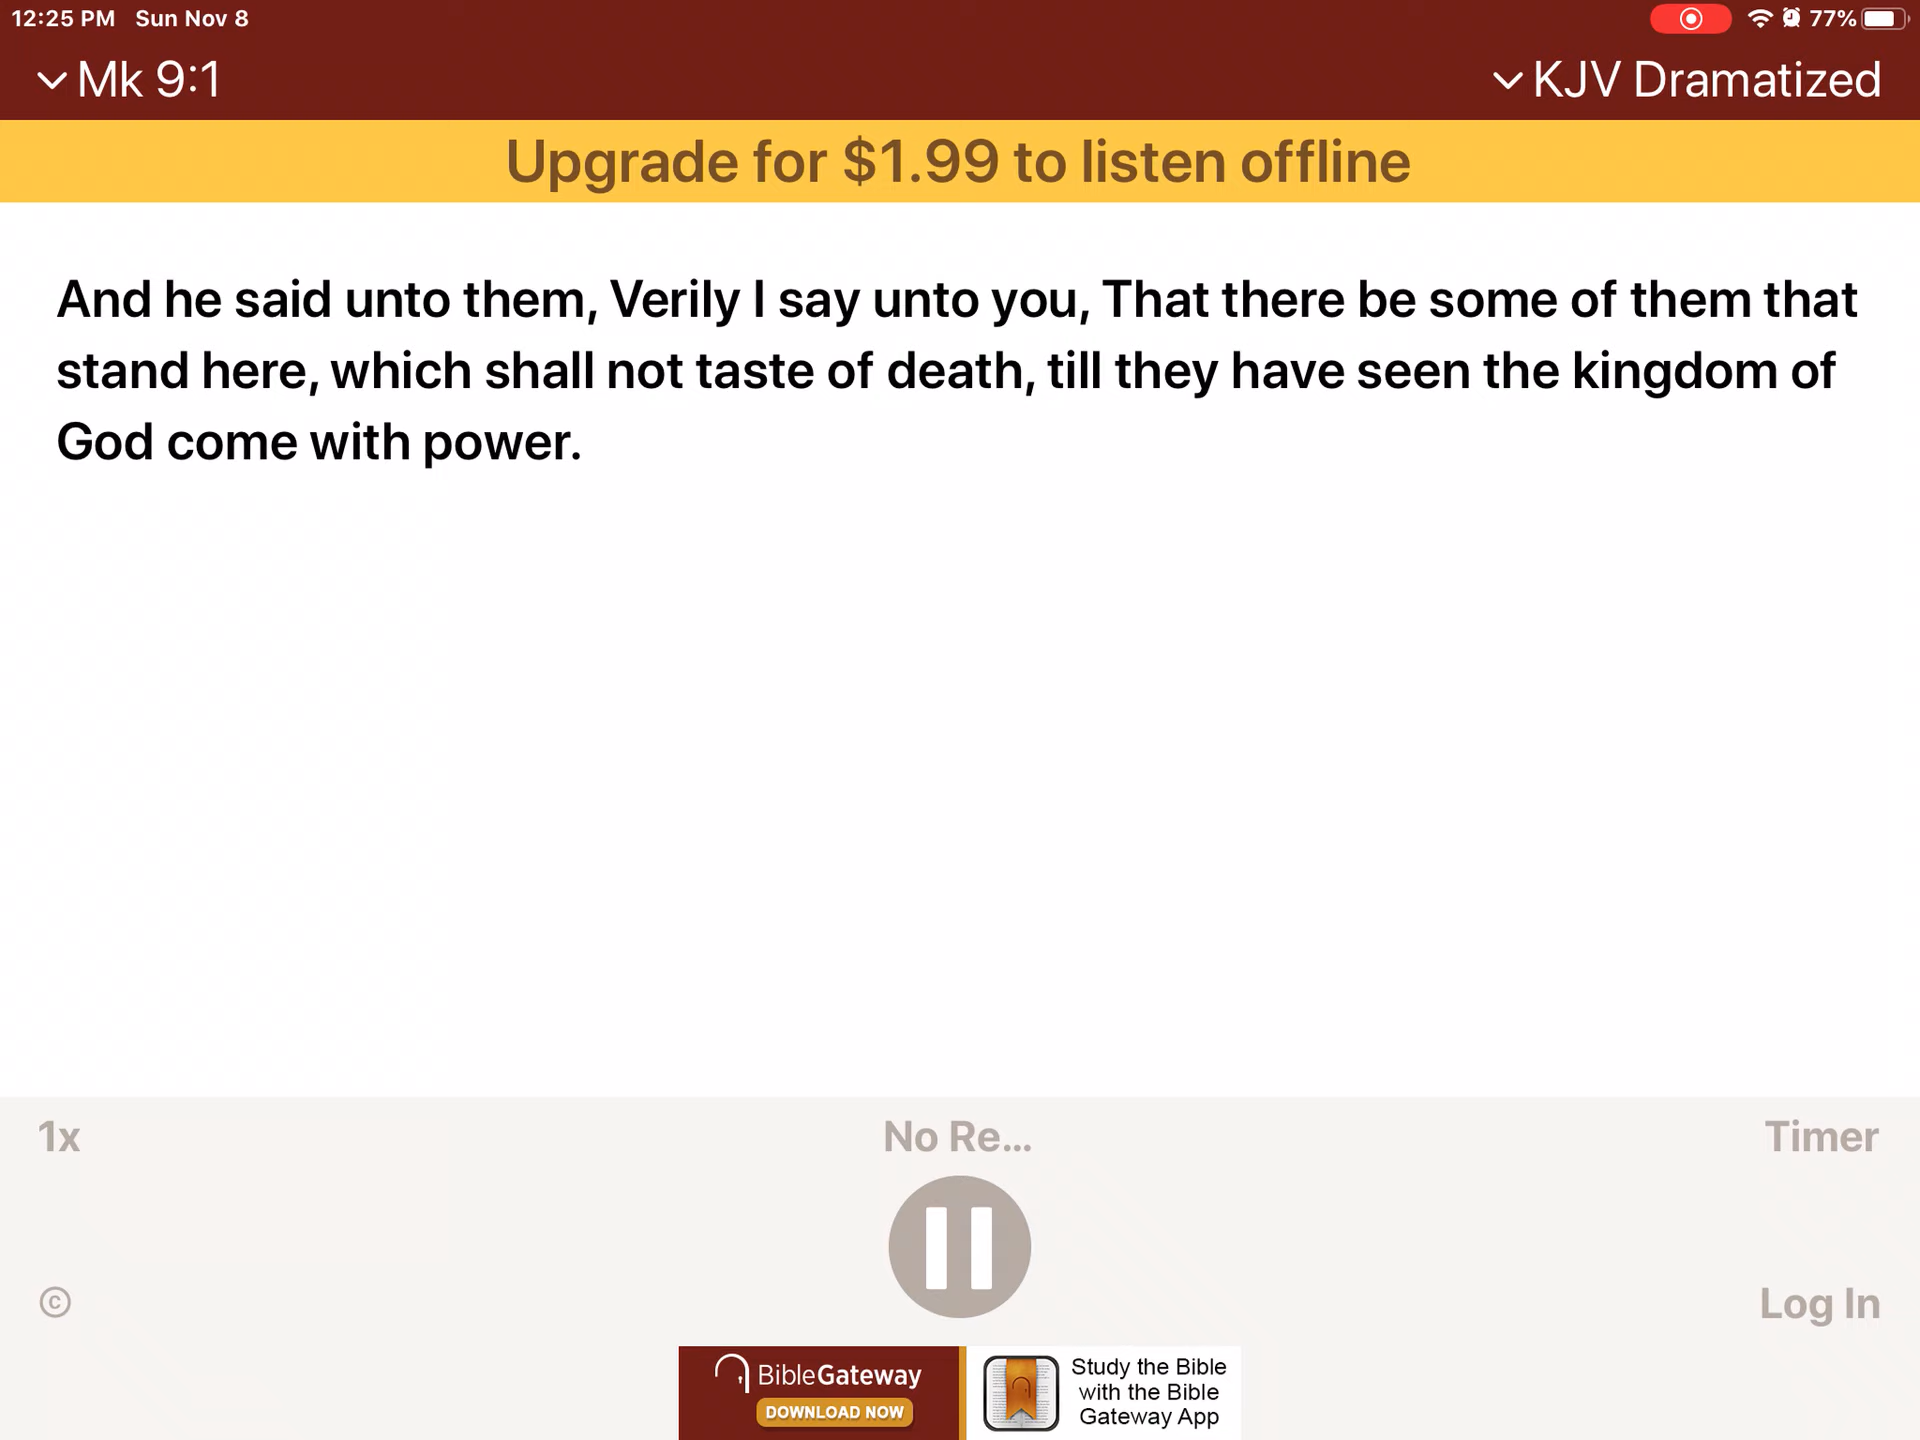 12:25 PM Sun Nov 8
77%
Mk 9:1
KJV Dramatized
Upgrade for $1.99 to listen offline
And he said unto them, Verily I say unto you, That there be some of them that
stand here, which shall not taste of death, till they have seen the kingdom of
God come with power.
1x
No Re...
Timer
©
Log In
BibleGateway
DOWNLOAD NOW
Study the Bible
with the Bible
Gateway App